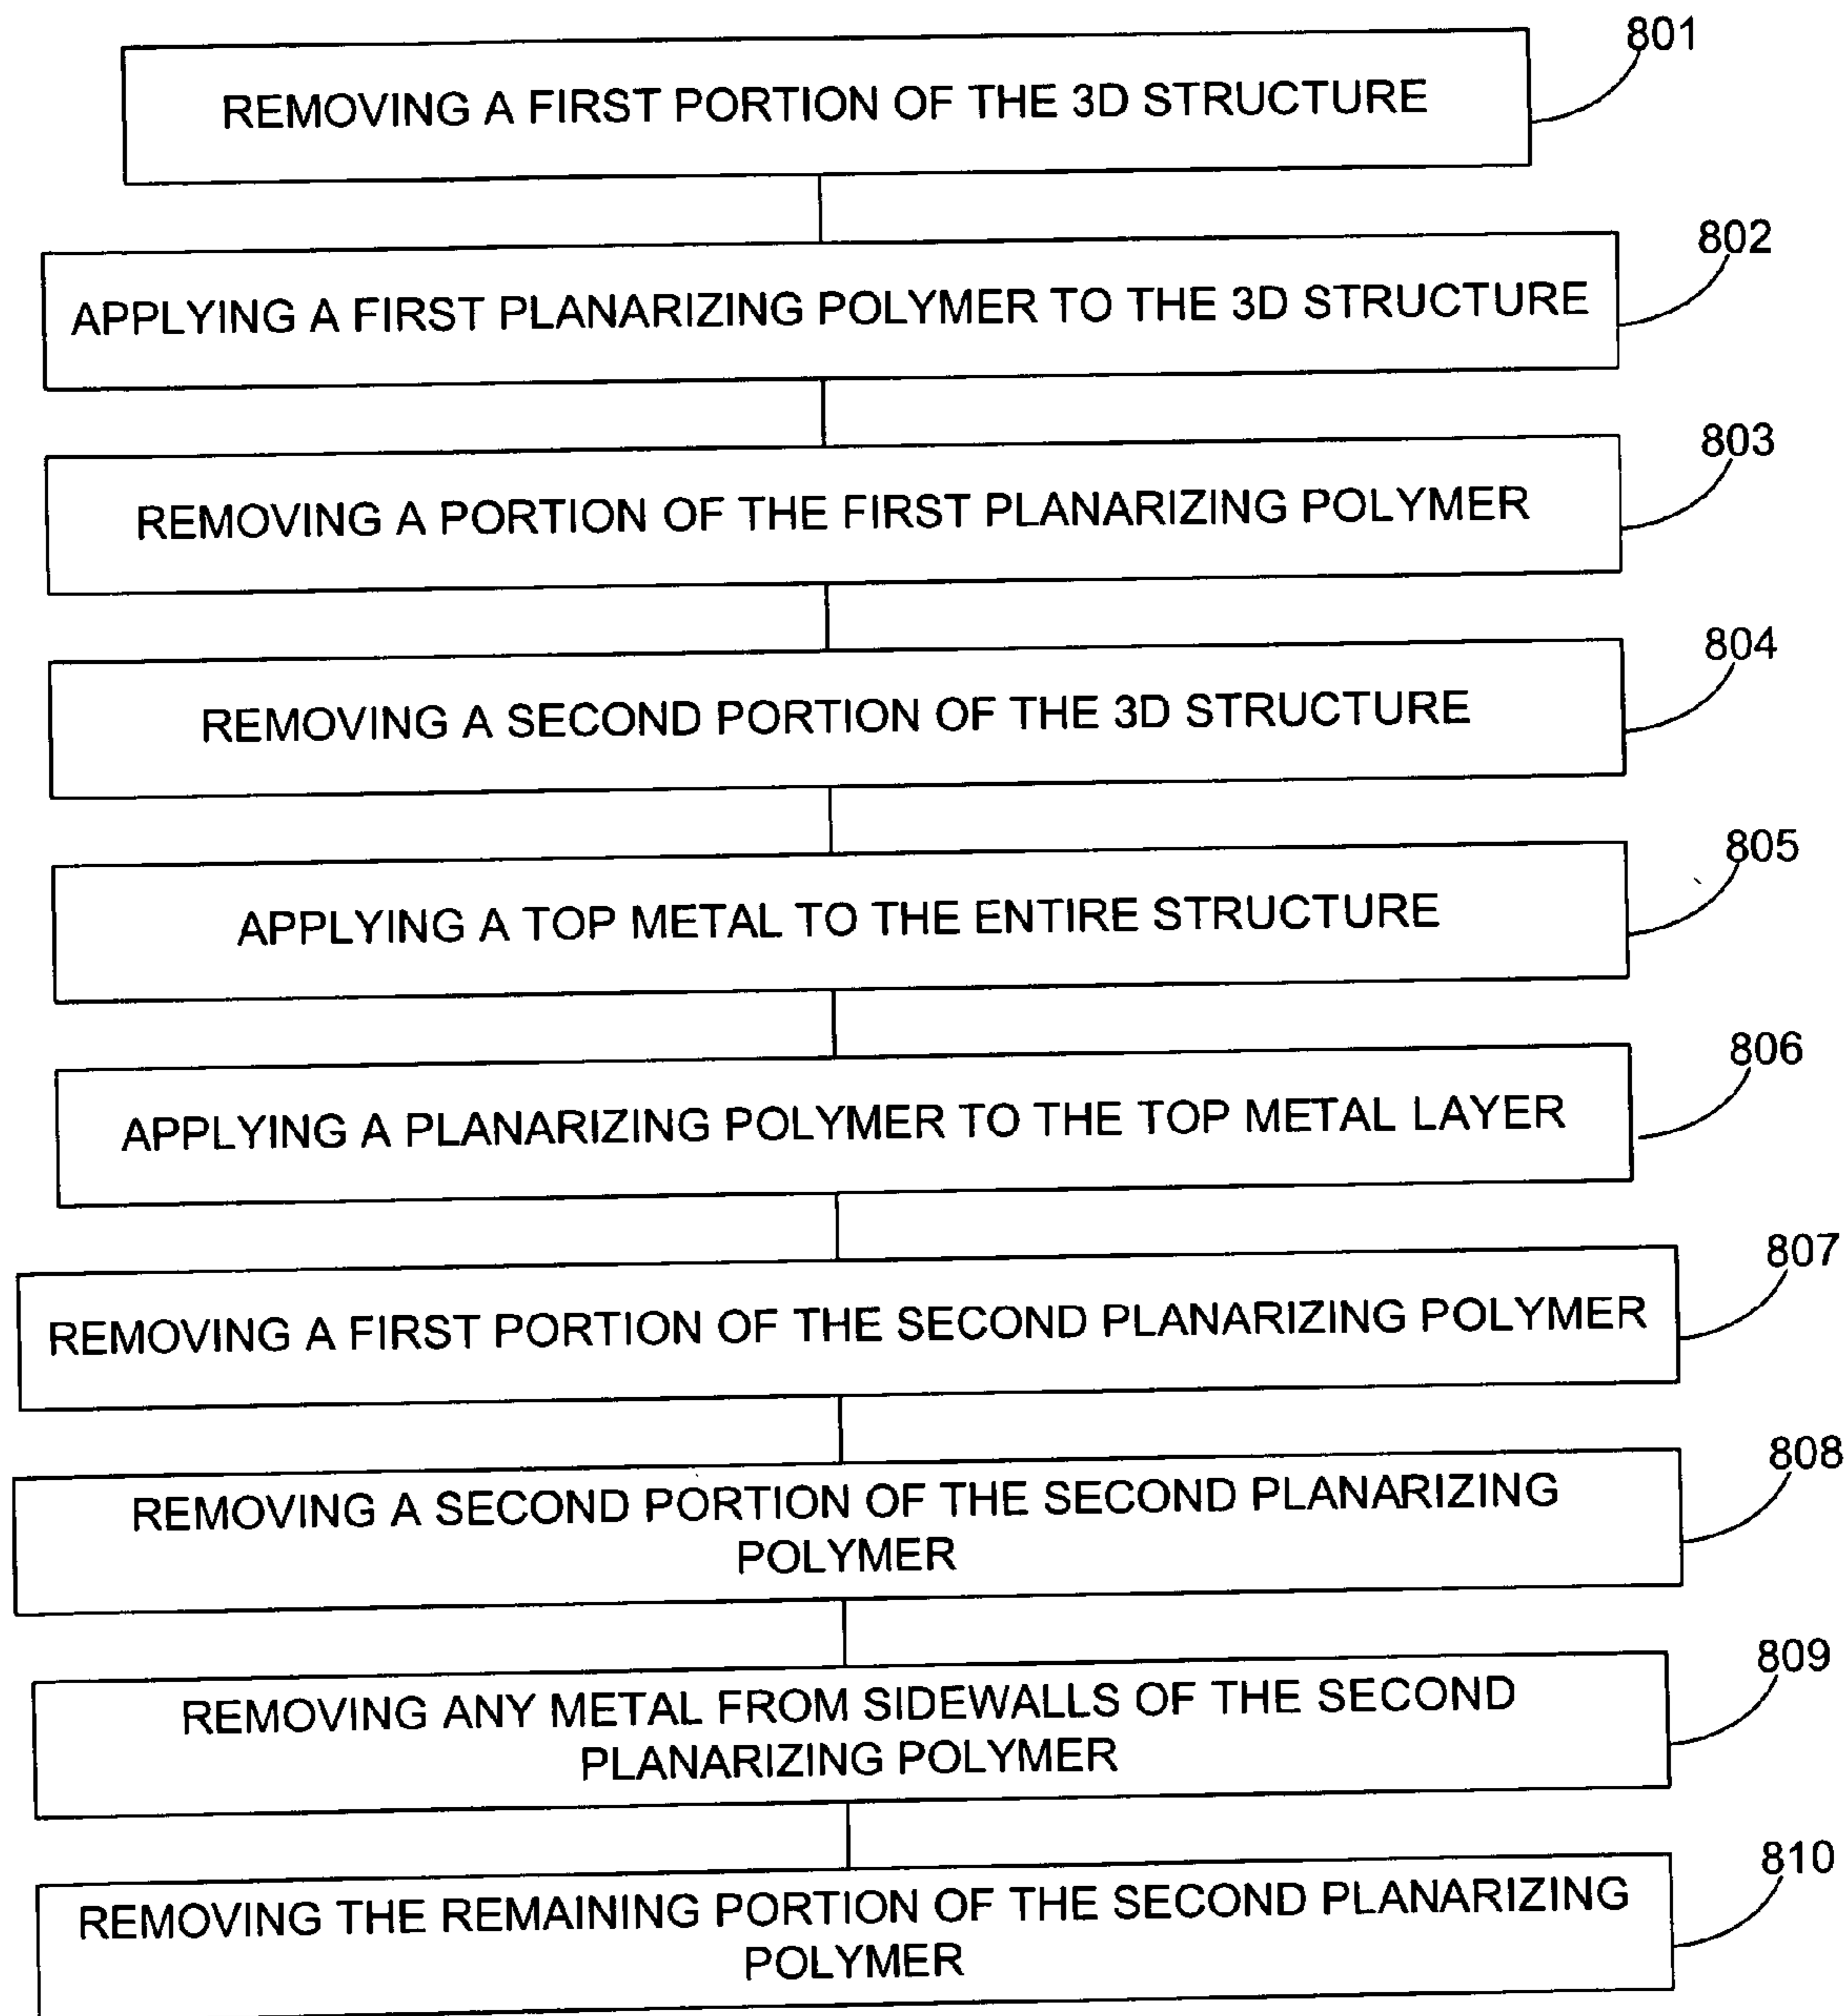 801
REMOVING A FIRST PORTION OF THE 3D STRUCTURE
802
APPLYING A FIRST PLANARIZING POLYMER TO THE 3D STRUCTURE
803
REMOVING A PORTION OF THE FIRST PLANARIZING POLYMER
804
REMOVING A SECOND PORTION OF THE 3D STRUCTURE
805
APPLYING A TOP METAL TO THE ENTIRE STRUCTURE
806
APPLYING A PLANARIZING POLYMER TO THE TOP METAL LAYER
807
REMOVING A FIRST PORTION OF THE SECOND PLANARIZING POLYMER
808
REMOVING A SECOND PORTION OF THE SECOND PLANARIZING
POLYMER
809
REMOVING ANY METAL FROM SIDEWALLS OF THE SECOND
PLANARIZING POLYMER
810
REMOVING THE REMAINING PORTION OF THE SECOND PLANARIZING
POLYMER